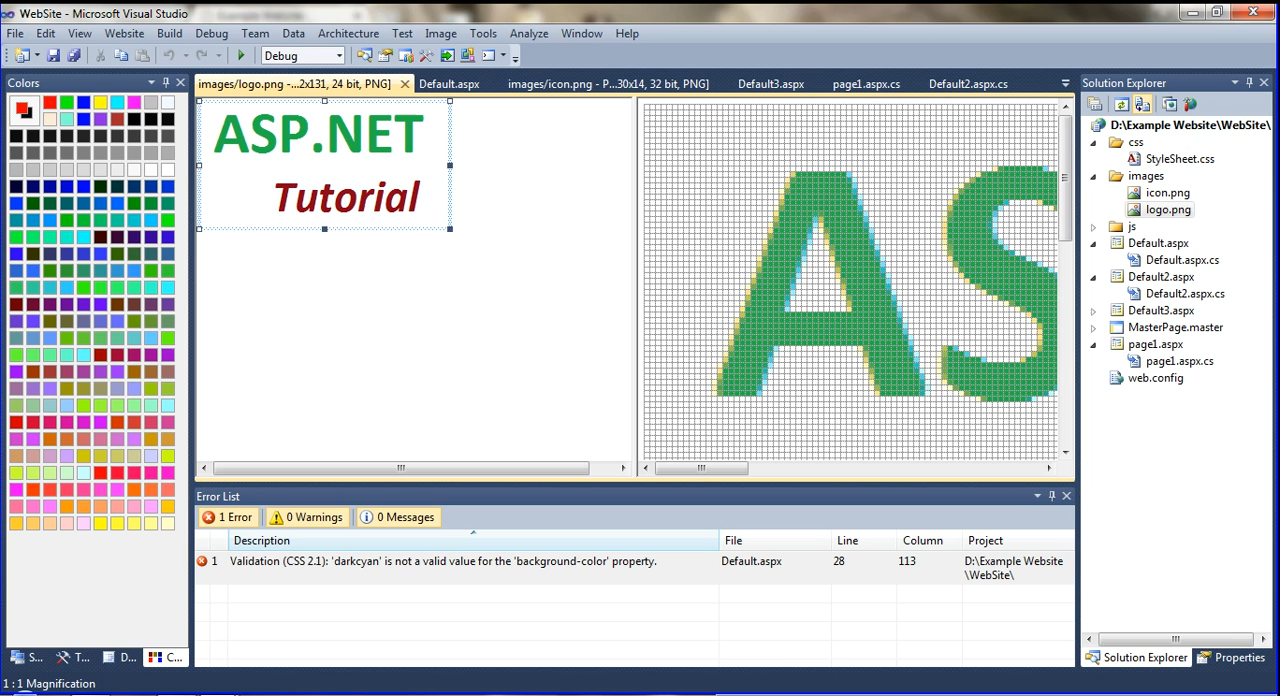 WebSite - Microsoft Visual Studio
File Edit View Website Build Debug Team Data Architecture Test Image Tools Analyze Window Help
Debug
Colors
images/logo.png -...2x131, 24 bit, PNG] Default.aspx images/icon.png - P...30x14, 32 bit, PNG] Default3.aspx page1.aspx.cs Default2.aspx.cs
Solution Explorer
ASP.NET
Tutorial
AS
D:\Example Website\WebSite\
css
StyleSheet.css
images
icon.png
logo.png
js
Default.aspx
Default.aspx.cs
Default2.aspx
Default2.aspx.cs
Default3.aspx
MasterPage.master
page1.aspx
page1.aspx.cs
web.config
Error List
1 Error 0 Warnings 0 Messages
Description File Line Column Project
1 Validation (CSS 2.1): 'darkcyan' is not a valid value for the 'background-color' property. Default.aspx 28 113 D:\Example Website
\WebSite\
S... T... D... C...
Solution Explorer Properties
1 : 1 Magnification